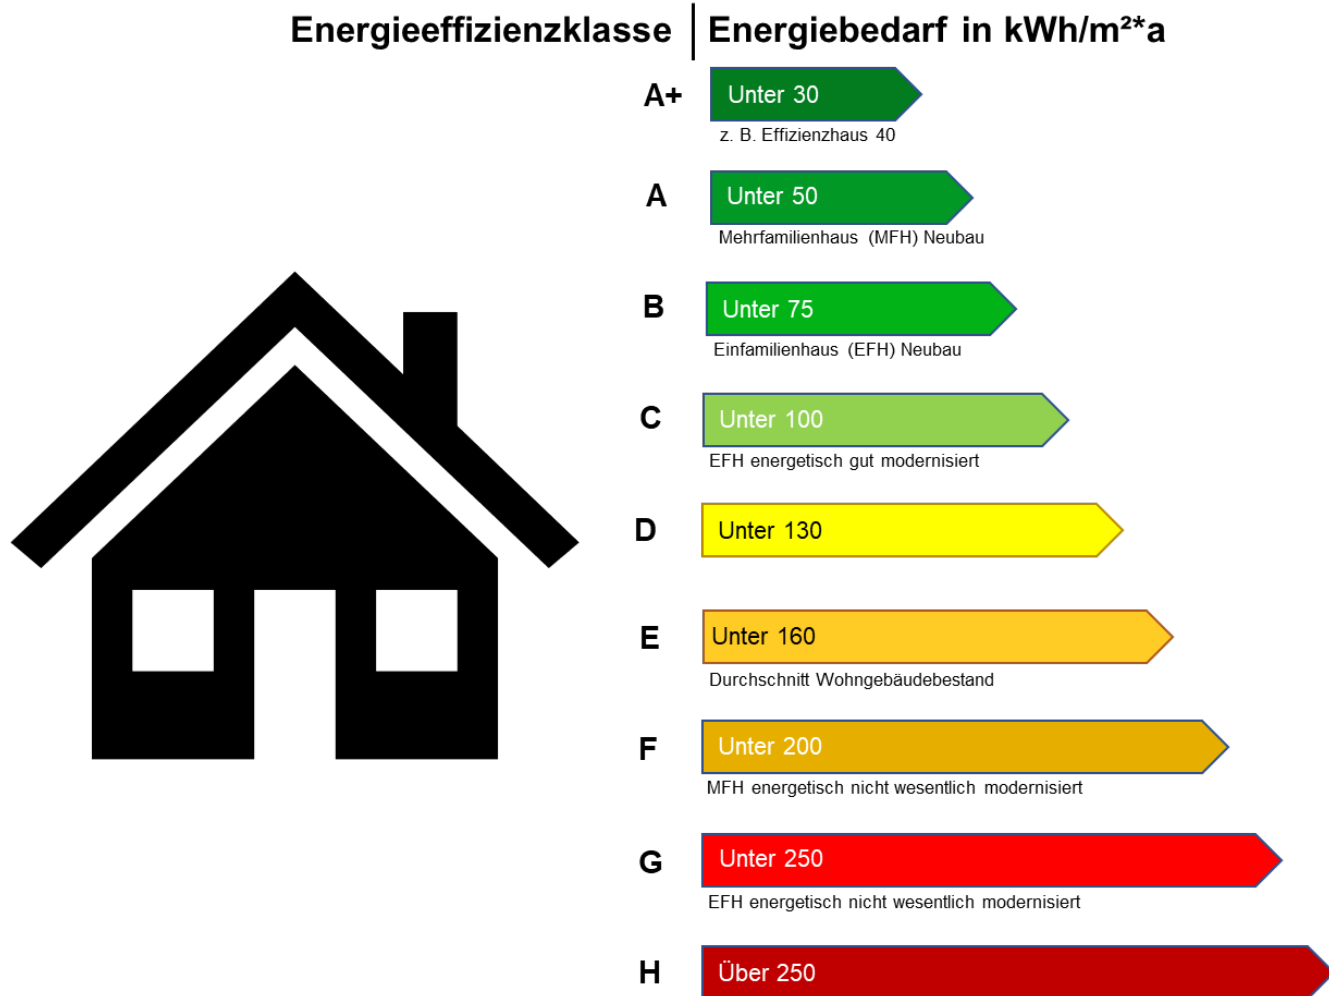 Energieeffizienzklasse | Energiebedarf in kWh/m²*a
A+ Unter 30
z. B. Effizienzhaus 40
A Unter 50
Mehrfamilienhaus (MFH) Neubau
B Unter 75
Einfamilienhaus (EFH) Neubau
C Unter 100
EFH energetisch gut modernisiert
D Unter 130
E Unter 160
Durchschnitt Wohngebäudebestand
F Unter 200
MFH energetisch nicht wesentlich modernisiert
G Unter 250
EFH energetisch nicht wesentlich modernisiert
H Über 250